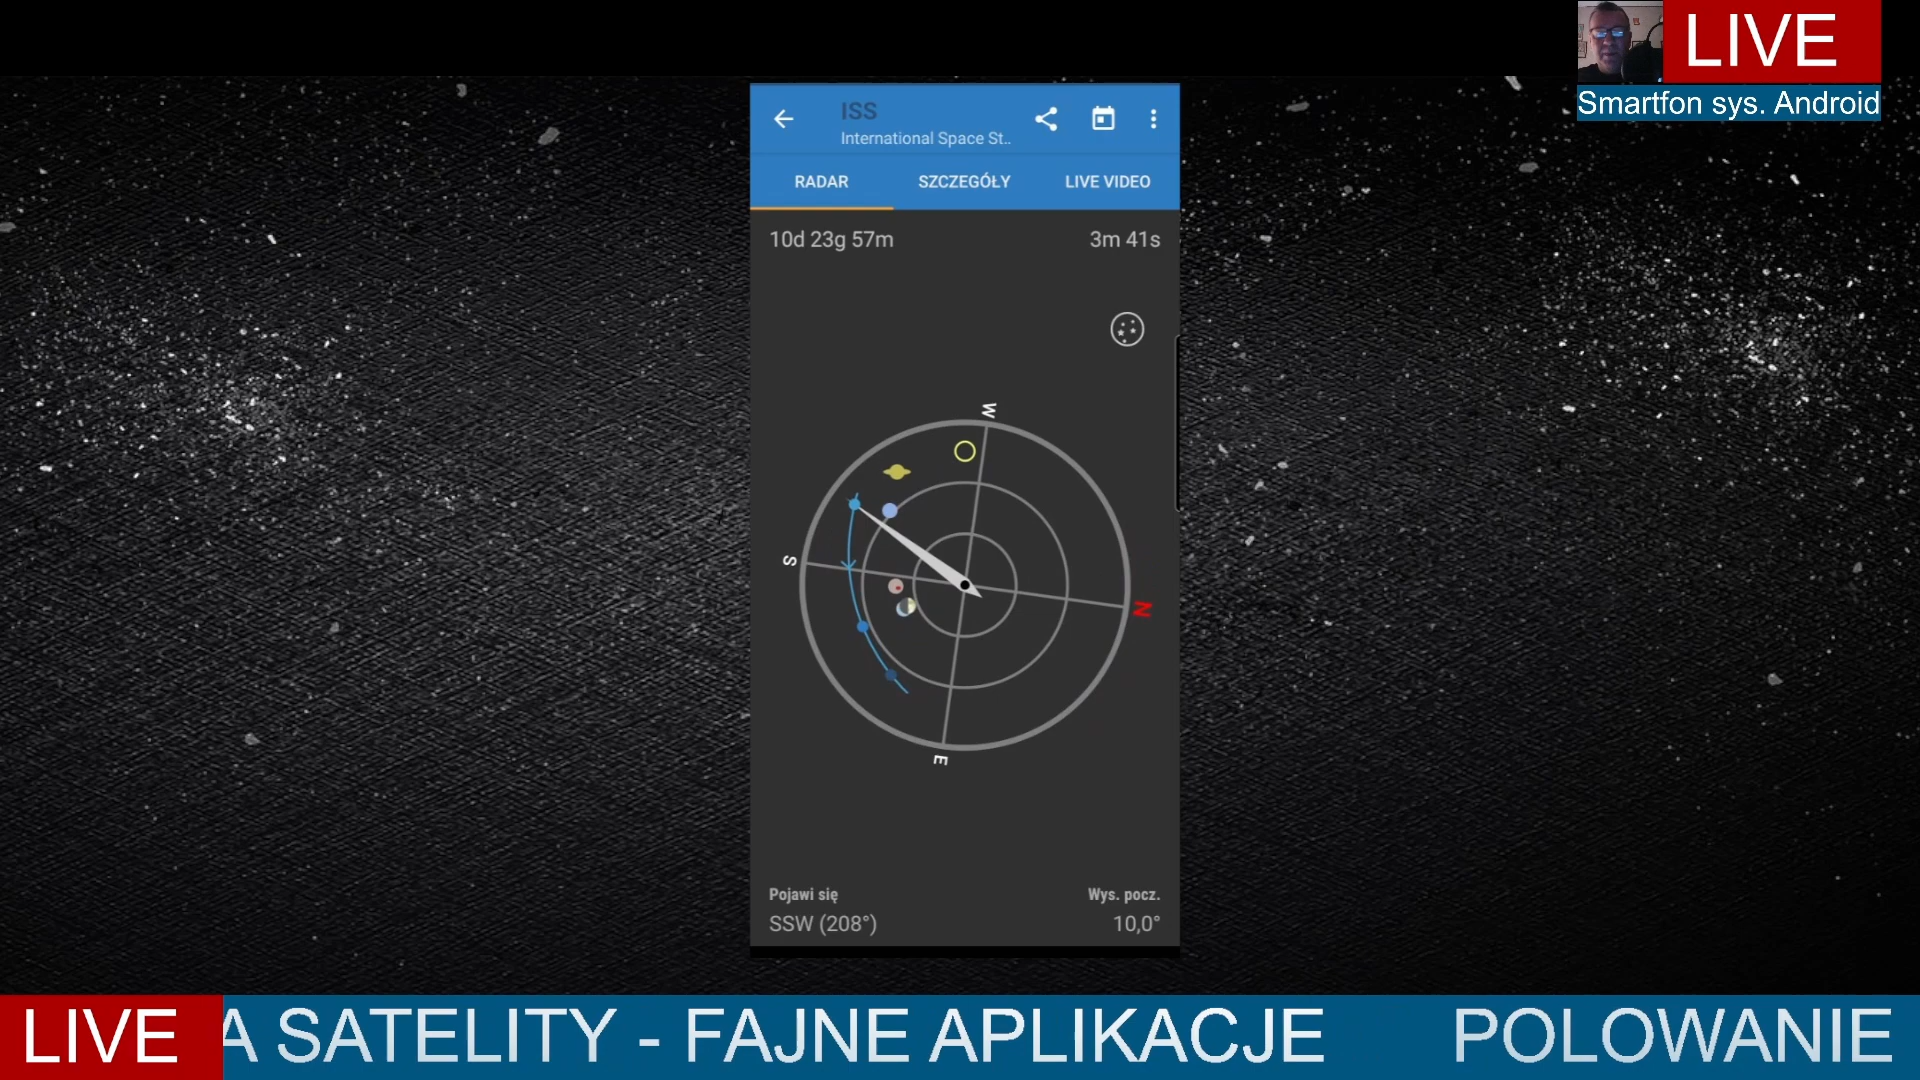 LIVE
Smartfon sys. Android
ISS
International Space St..
RADAR
SZCZEGÓŁY
LIVE VIDEO
10d 23g 57m
3m 41s
W
S
N
E
Pojawi się
Wys. pocz.
SSW (208°)
10,0°
LIVE
A SATELITY - FAJNE APLIKACJE POLOWANIE